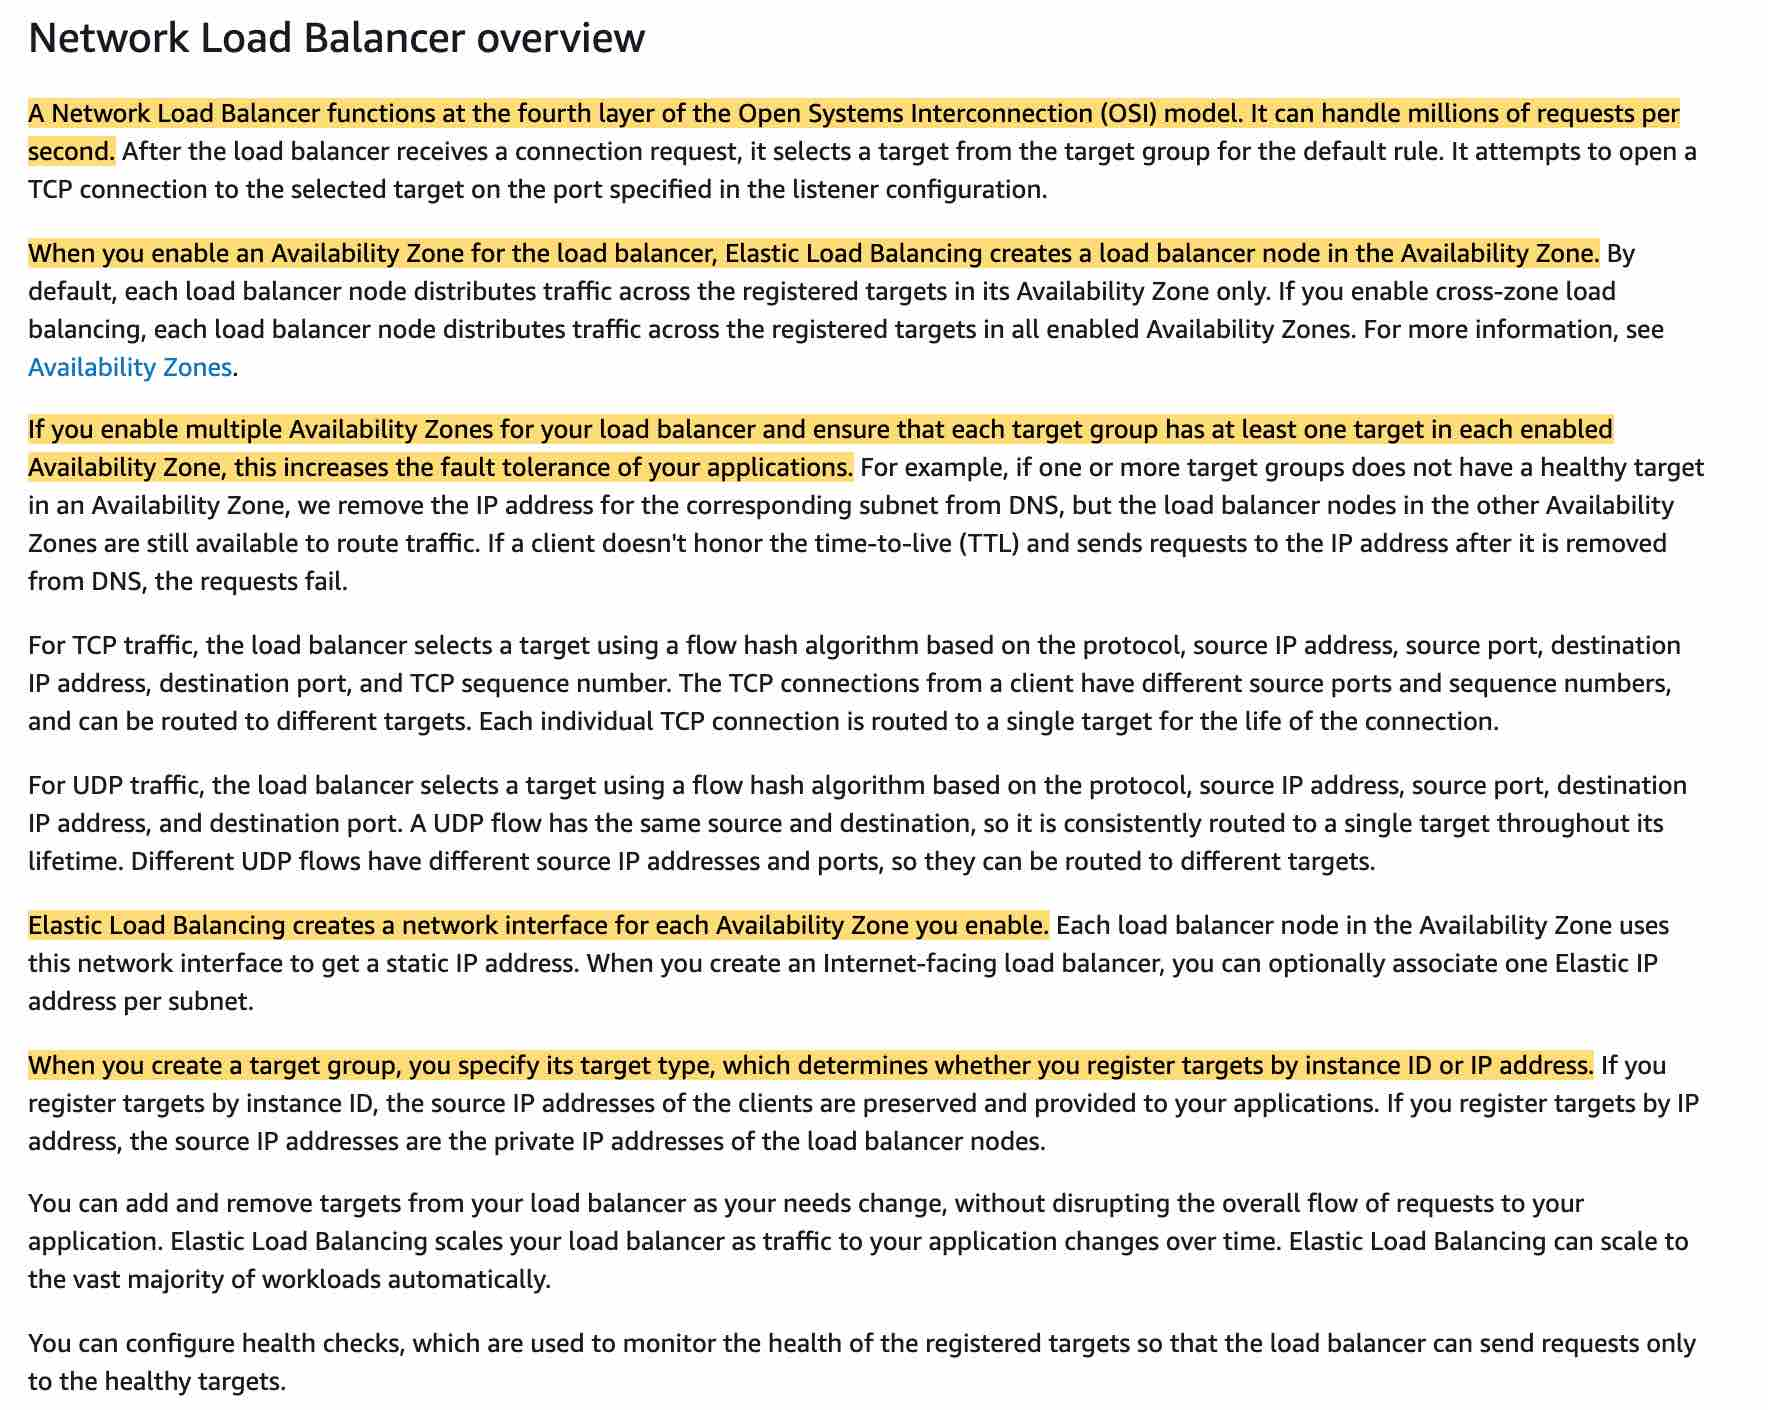 Network Load Balancer overview
A Network Load Balancer functions at the fourth layer of the Open Systems Interconnection (OSI) model. It can handle millions of requests per
second. After the load balancer receives a connection request, it selects a target from the target group for the default rule. It attempts to open a
TCP connection to the selected target on the port specified in the listener configuration.
When you enable an Availability Zone for the load balancer, Elastic Load Balancing creates a load balancer node in the Availability Zone. By
default, each load balancer node distributes traffic across the registered targets in its Availability Zone only. If you enable cross-zone load
balancing, each load balancer node distributes traffic across the registered targets in all enabled Availability Zones. For more information, see
Availability Zones.
If you enable multiple Availability Zones for your load balancer and ensure that each target group has at least one target in each enabled
Availability Zone, this increases the fault tolerance of your applications. For example, if one or more target groups does not have a healthy target
in an Availability Zone, we remove the IP address for the corresponding subnet from DNS, but the load balancer nodes in the other Availability
Zones are still available to route traffic. If a client doesn't honor the time-to-live (TTL) and sends requests to the IP address after it is removed
from DNS, the requests fail.
For TCP traffic, the load balancer selects a target using a flow hash algorithm based on the protocol, source IP address, source port, destination
IP address, destination port, and TCP sequence number. The TCP connections from a client have different source ports and sequence numbers,
and can be routed to different targets. Each individual TCP connection is routed to a single target for the life of the connection.
For UDP traffic, the load balancer selects a target using a flow hash algorithm based on the protocol, source IP address, source port, destination
IP address, and destination port. A UDP flow has the same source and destination, so it is consistently routed to a single target throughout its
lifetime. Different UDP flows have different source IP addresses and ports, so they can be routed to different targets.
Elastic Load Balancing creates a network interface for each Availability Zone you enable. Each load balancer node in the Availability Zone uses
this network interface to get a static IP address. When you create an Internet-facing load balancer, you can optionally associate one Elastic IP
address per subnet.
When you create a target group, you specify its target type, which determines whether you register targets by instance ID or IP address. If you
register targets by instance ID, the source IP addresses of the clients are preserved and provided to your applications. If you register targets by IP
address, the source IP addresses are the private IP addresses of the load balancer nodes.
You can add and remove targets from your load balancer as your needs change, without disrupting the overall flow of requests to your
application. Elastic Load Balancing scales your load balancer as traffic to your application changes over time. Elastic Load Balancing can scale to
the vast majority of workloads automatically.
You can configure health checks, which are used to monitor the health of the registered targets so that the load balancer can send requests only
to the healthy targets.